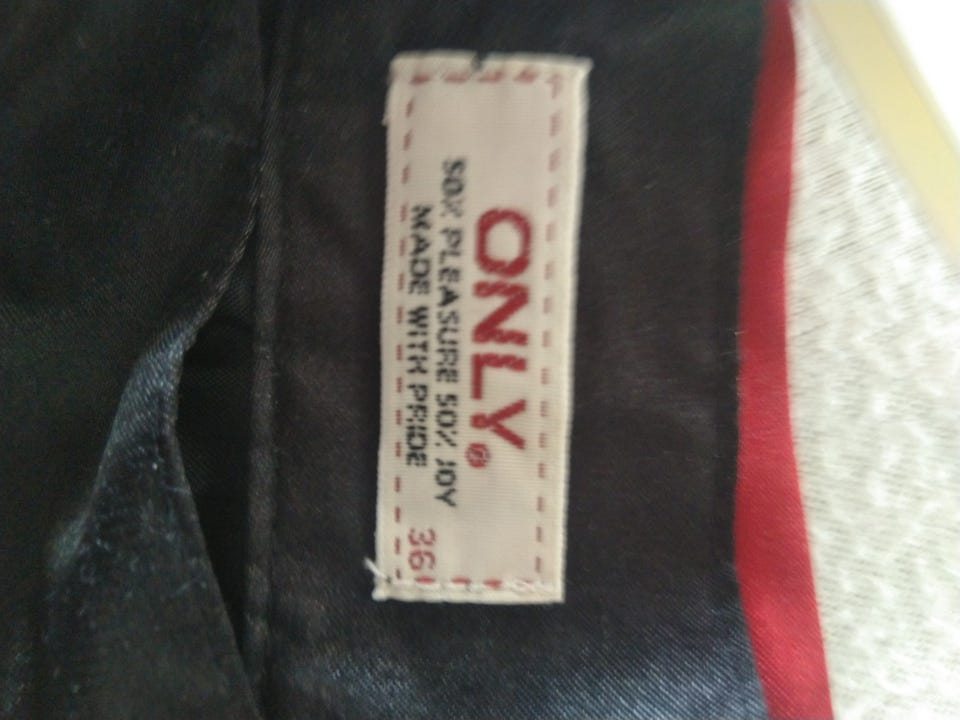 ONLY®
50% PLEASURE 50% JOY
MADE WITH PRIDE
36